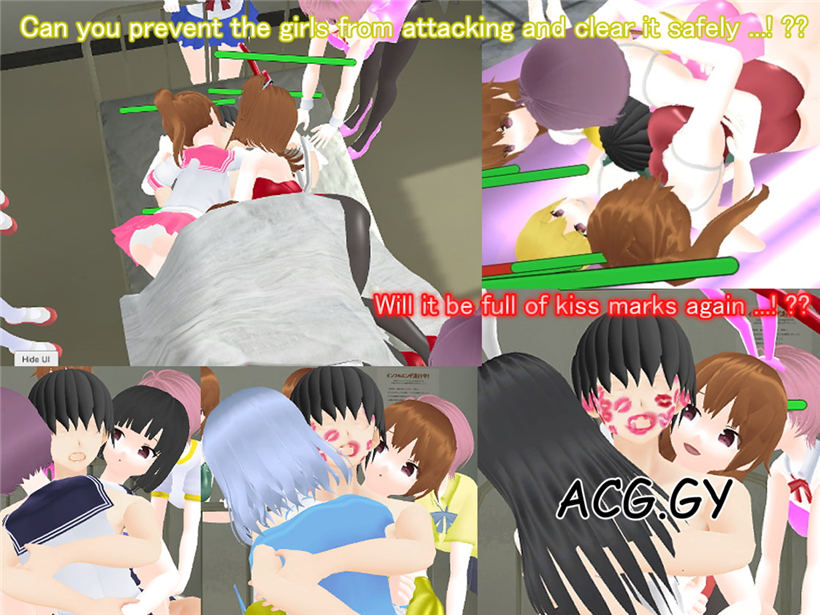 Can you prevent the girls from attacking and clear it safely ...! ??
Will it be full of kiss marks again ...! ??
Hide UI
ACG.GY